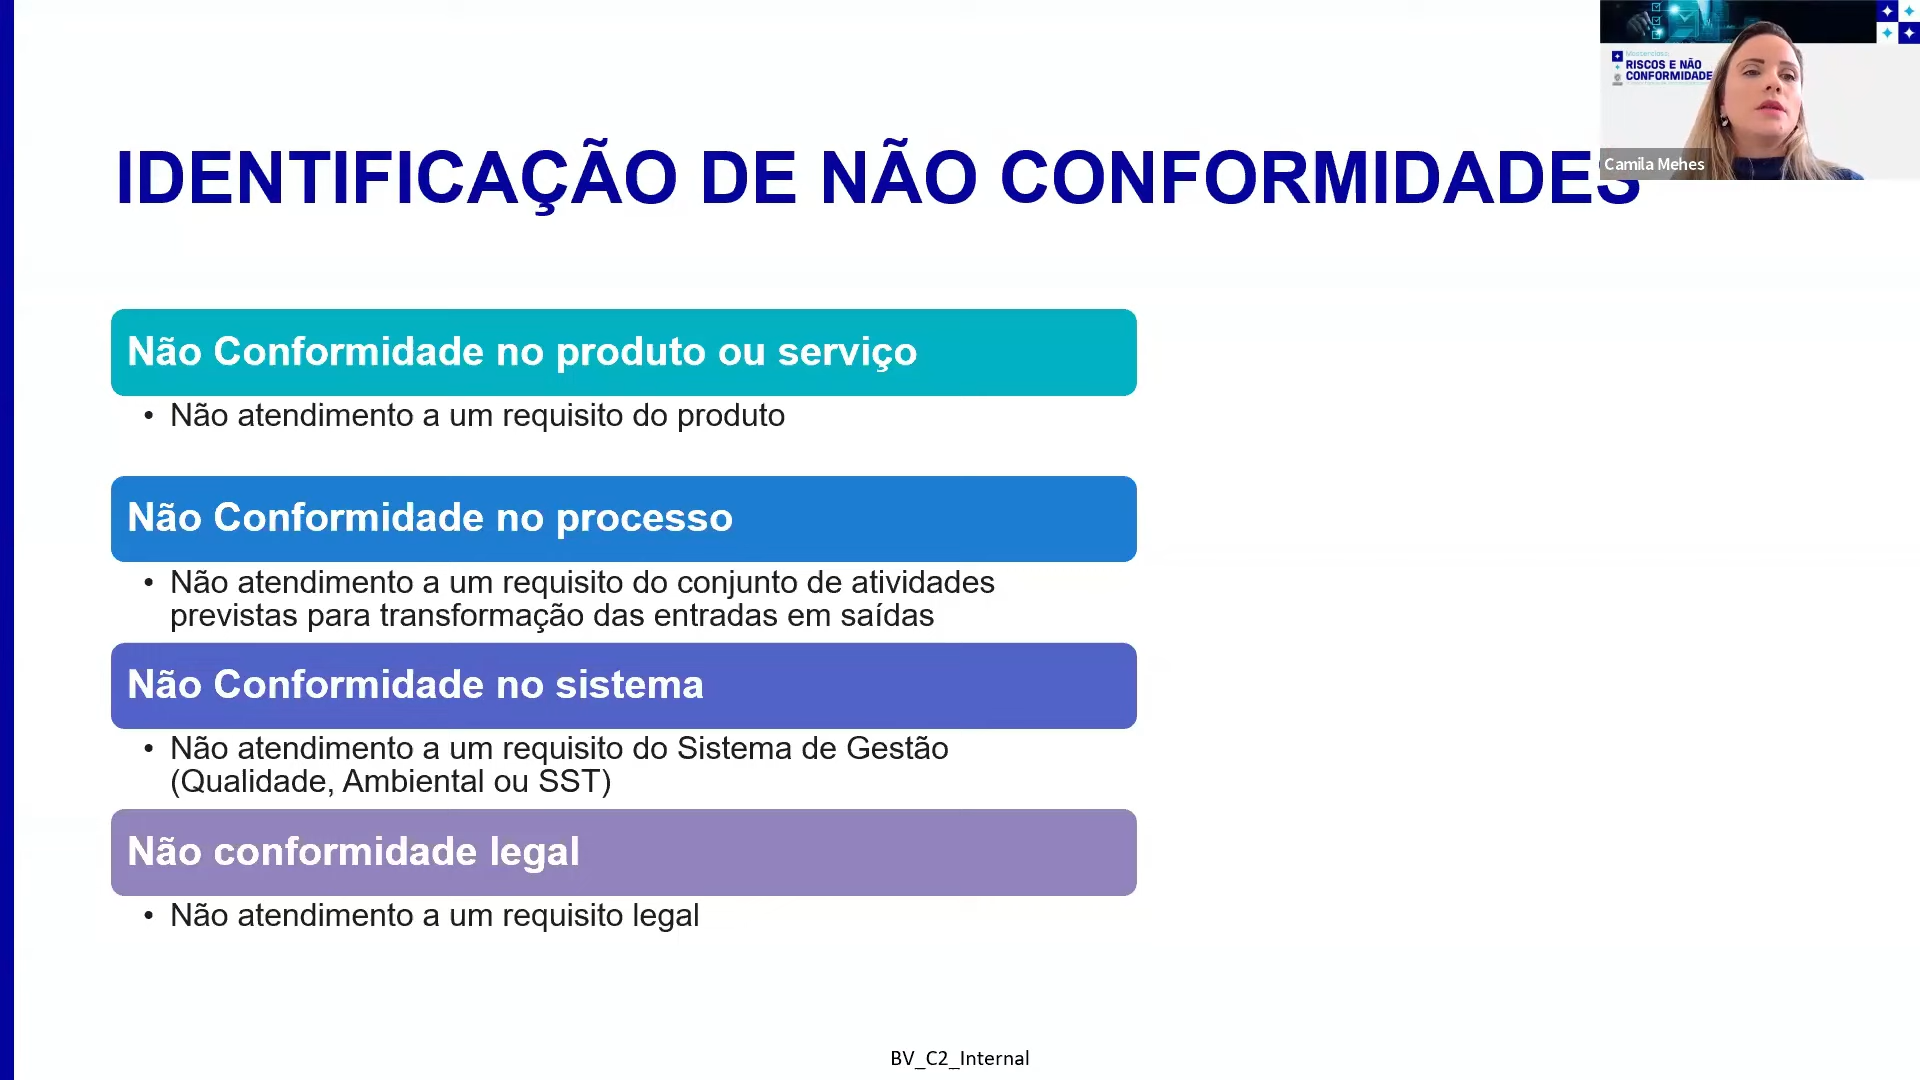 Masterclass:
RISCOS E NÃO
CONFORMIDADE
Camila Mehes
IDENTIFICAÇÃO DE NÃO CONFORMIDADES
Não Conformidade no produto ou serviço
• Não atendimento a um requisito do produto
Não Conformidade no processo
• Não atendimento a um requisito do conjunto de atividades
previstas para transformação das entradas em saídas
Não Conformidade no sistema
• Não atendimento a um requisito do Sistema de Gestão
(Qualidade, Ambiental ou SST)
Não conformidade legal
• Não atendimento a um requisito legal
BV_C2_Internal